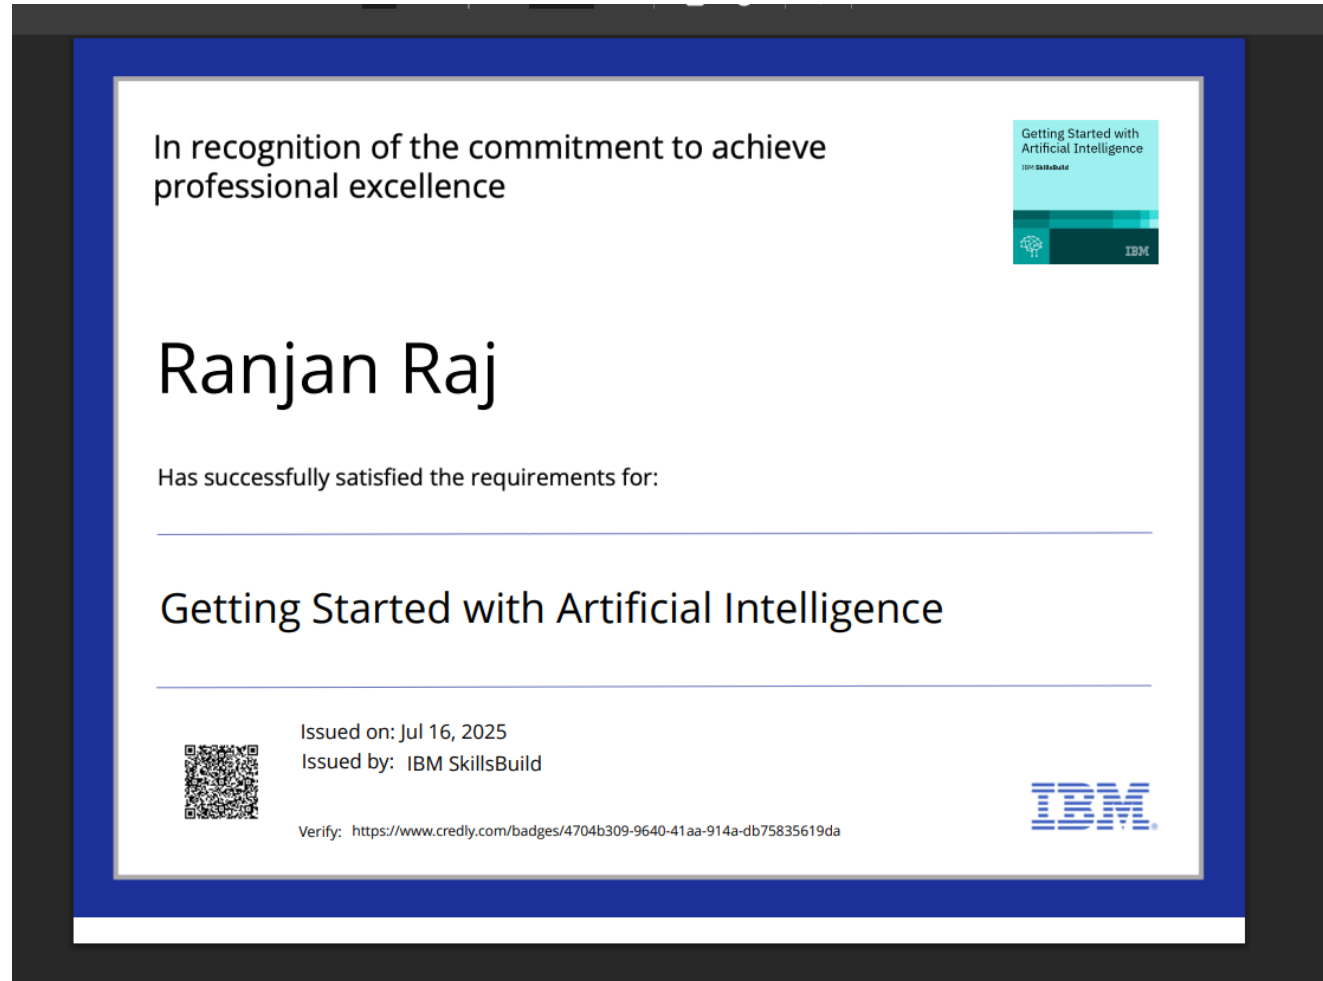 In recognition of the commitment to achieve
professional excellence
Getting Started with
Artificial Intelligence
IBM SkillsBuild
IBM
Ranjan Raj
Has successfully satisfied the requirements for:
Getting Started with Artificial Intelligence
Issued on: Jul 16, 2025
Issued by: IBM SkillsBuild
Verify: https://www.credly.com/badges/4704b309-9640-41aa-914a-db75835619da
IBM®